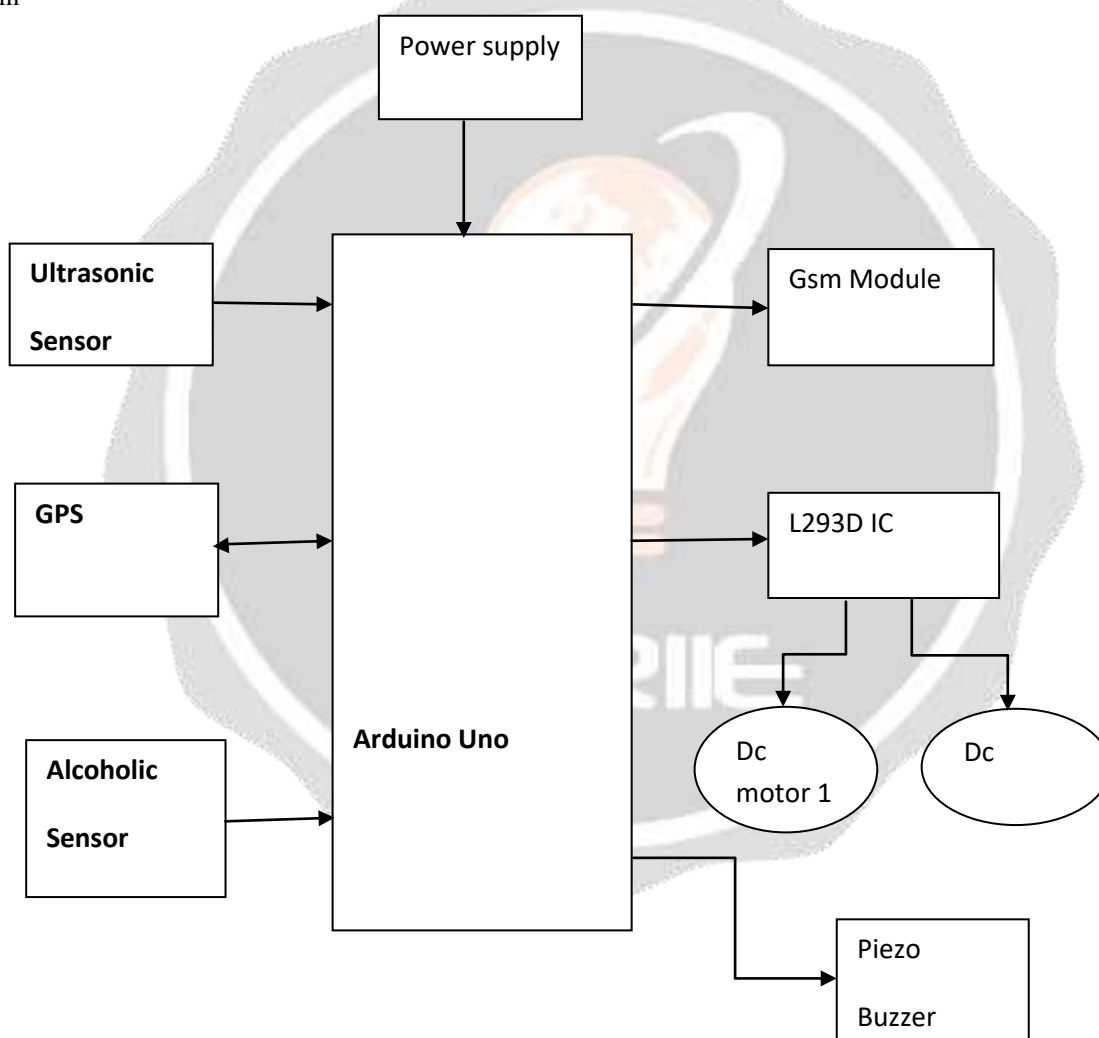 Power supply
Ultrasonic
Sensor
Gsm Module
GPS
L293D IC
Arduino Uno
Alcoholic
Sensor
Dc
motor 1
Dc
Piezo
Buzzer